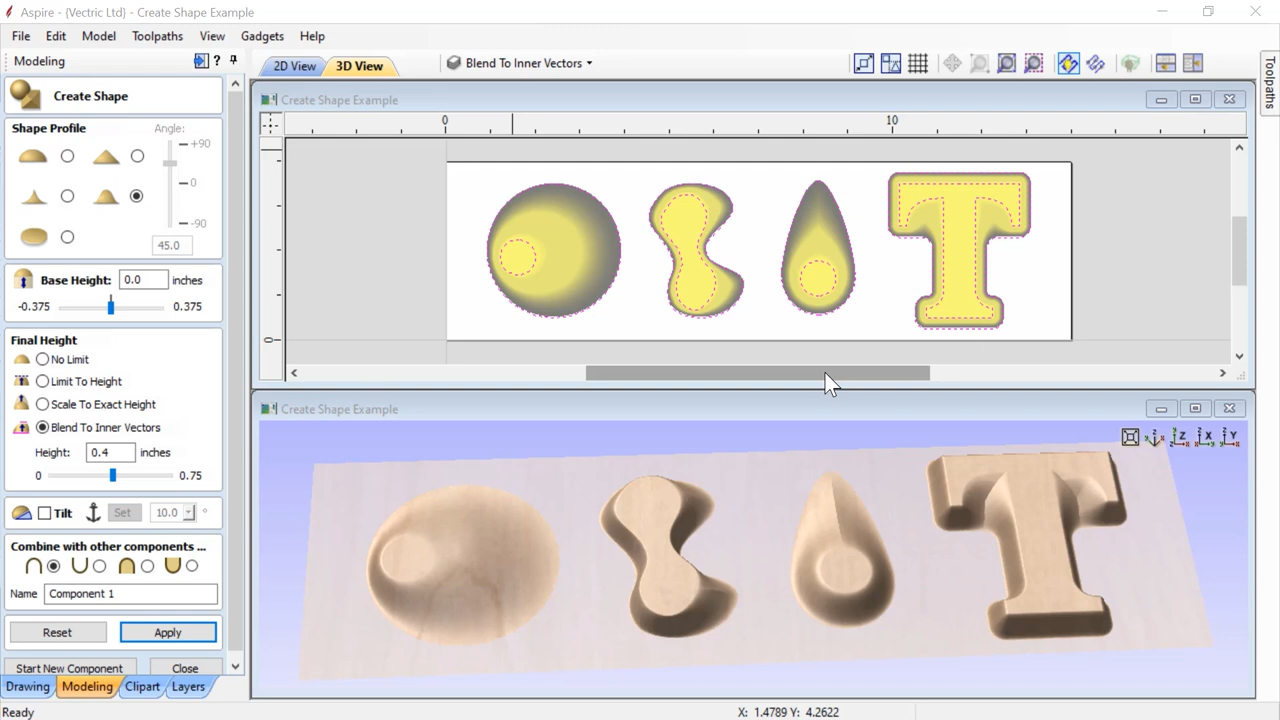 Aspire - (Vectric Ltd) - Create Shape Example
File Edit Model Toolpaths View Gadgets Help
Modeling ?
2D View 3D View Blend To Inner Vectors
Toolpaths
Create Shape
Create Shape Example
Shape Profile Angle:
+90
0
-90
45.0
0 10
0
Base Height: 0.0 inches
-0.375 0.375
Final Height
No Limit
Limit To Height
Scale To Exact Height
Blend To Inner Vectors
Height: 0.4 inches
0 0.75
Create Shape Example
Z X Y
Tilt Set 10.0 °
Combine with other components ...
Name Component 1
Reset Apply
Start New Component Close
Drawing Modeling Clipart Layers
Ready X: 1.4789 Y: 4.2622